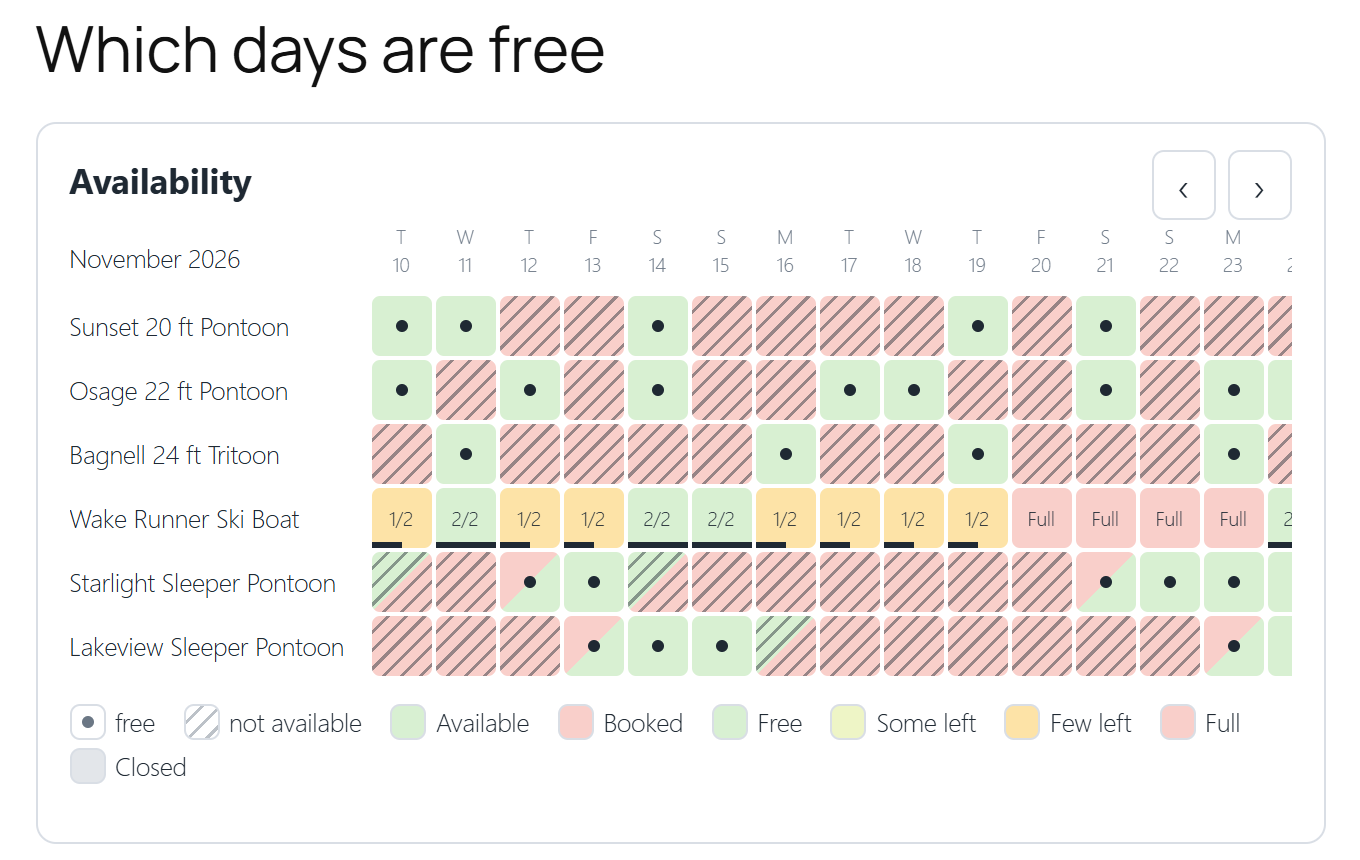 Which days are free
Availability
‹ ›
T W T F S S M T W T F S S M
November 2026 10 11 12 13 14 15 16 17 18 19 20 21 22 23
Sunset 20 ft Pontoon
Osage 22 ft Pontoon
Bagnell 24 ft Tritoon
Wake Runner Ski Boat 1/2 2/2 1/2 1/2 2/2 2/2 1/2 1/2 1/2 1/2 Full Full Full Full
Starlight Sleeper Pontoon
Lakeview Sleeper Pontoon
free not available Available Booked Free Some left Few left Full
Closed